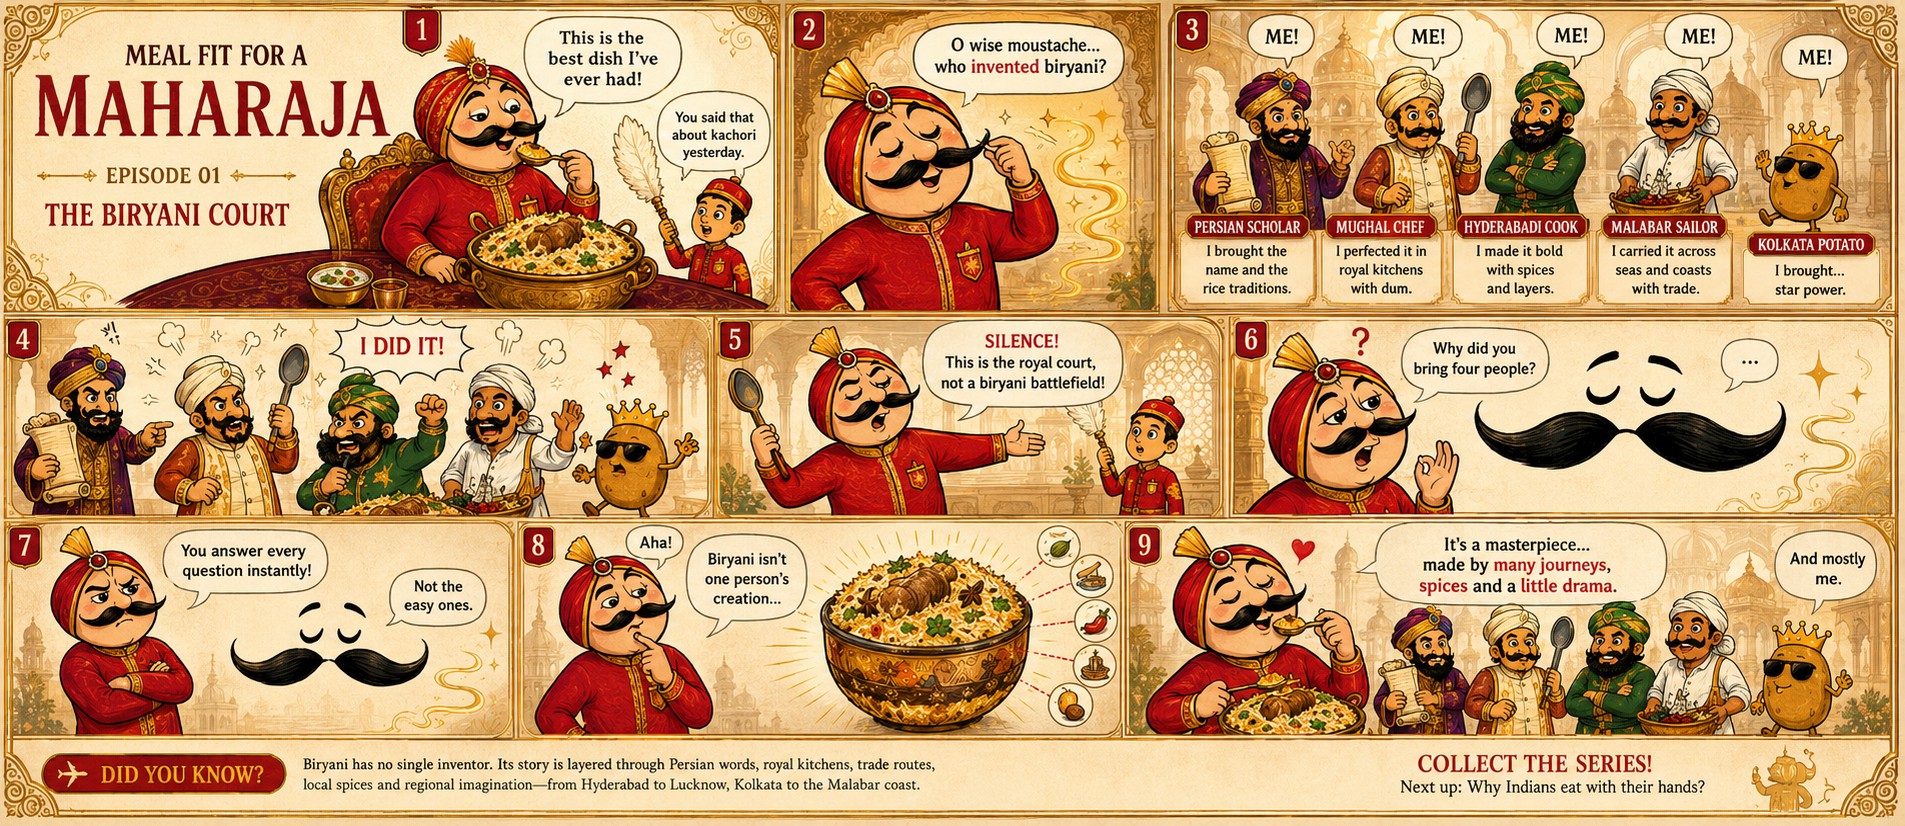 MEAL FIT FOR A
MAHARAJA
EPISODE 01
THE BIRYANI COURT
1
This is the
best dish I've
ever had!
You said that
about kachori
yesterday.
2
O wise moustache...
who invented biryani?
3
ME!
ME!
ME!
ME!
ME!
PERSIAN SCHOLAR
I brought the
name and the
rice traditions.
MUGHAL CHEF
I perfected it in
royal kitchens
with dum.
HYDERABADI COOK
I made it bold
with spices
and layers.
MALABAR SAILOR
I carried it across
seas and coasts
with trade.
KOLKATA POTATO
I brought...
star power.
4
I DID IT!
5
SILENCE!
This is the royal court,
not a biryani battlefield!
6
?
Why did you
bring four people?
...
7
You answer every
question instantly!
Not the
easy ones.
8
Aha!
Biryani isn't
one person's
creation...
9
It's a masterpiece...
made by many journeys,
spices and a little drama.
And mostly
me.
DID YOU KNOW?
Biryani has no single inventor. Its story is layered through Persian words, royal kitchens, trade routes,
local spices and regional imagination—from Hyderabad to Lucknow, Kolkata to the Malabar coast.
COLLECT THE SERIES!
Next up: Why Indians eat with their hands?